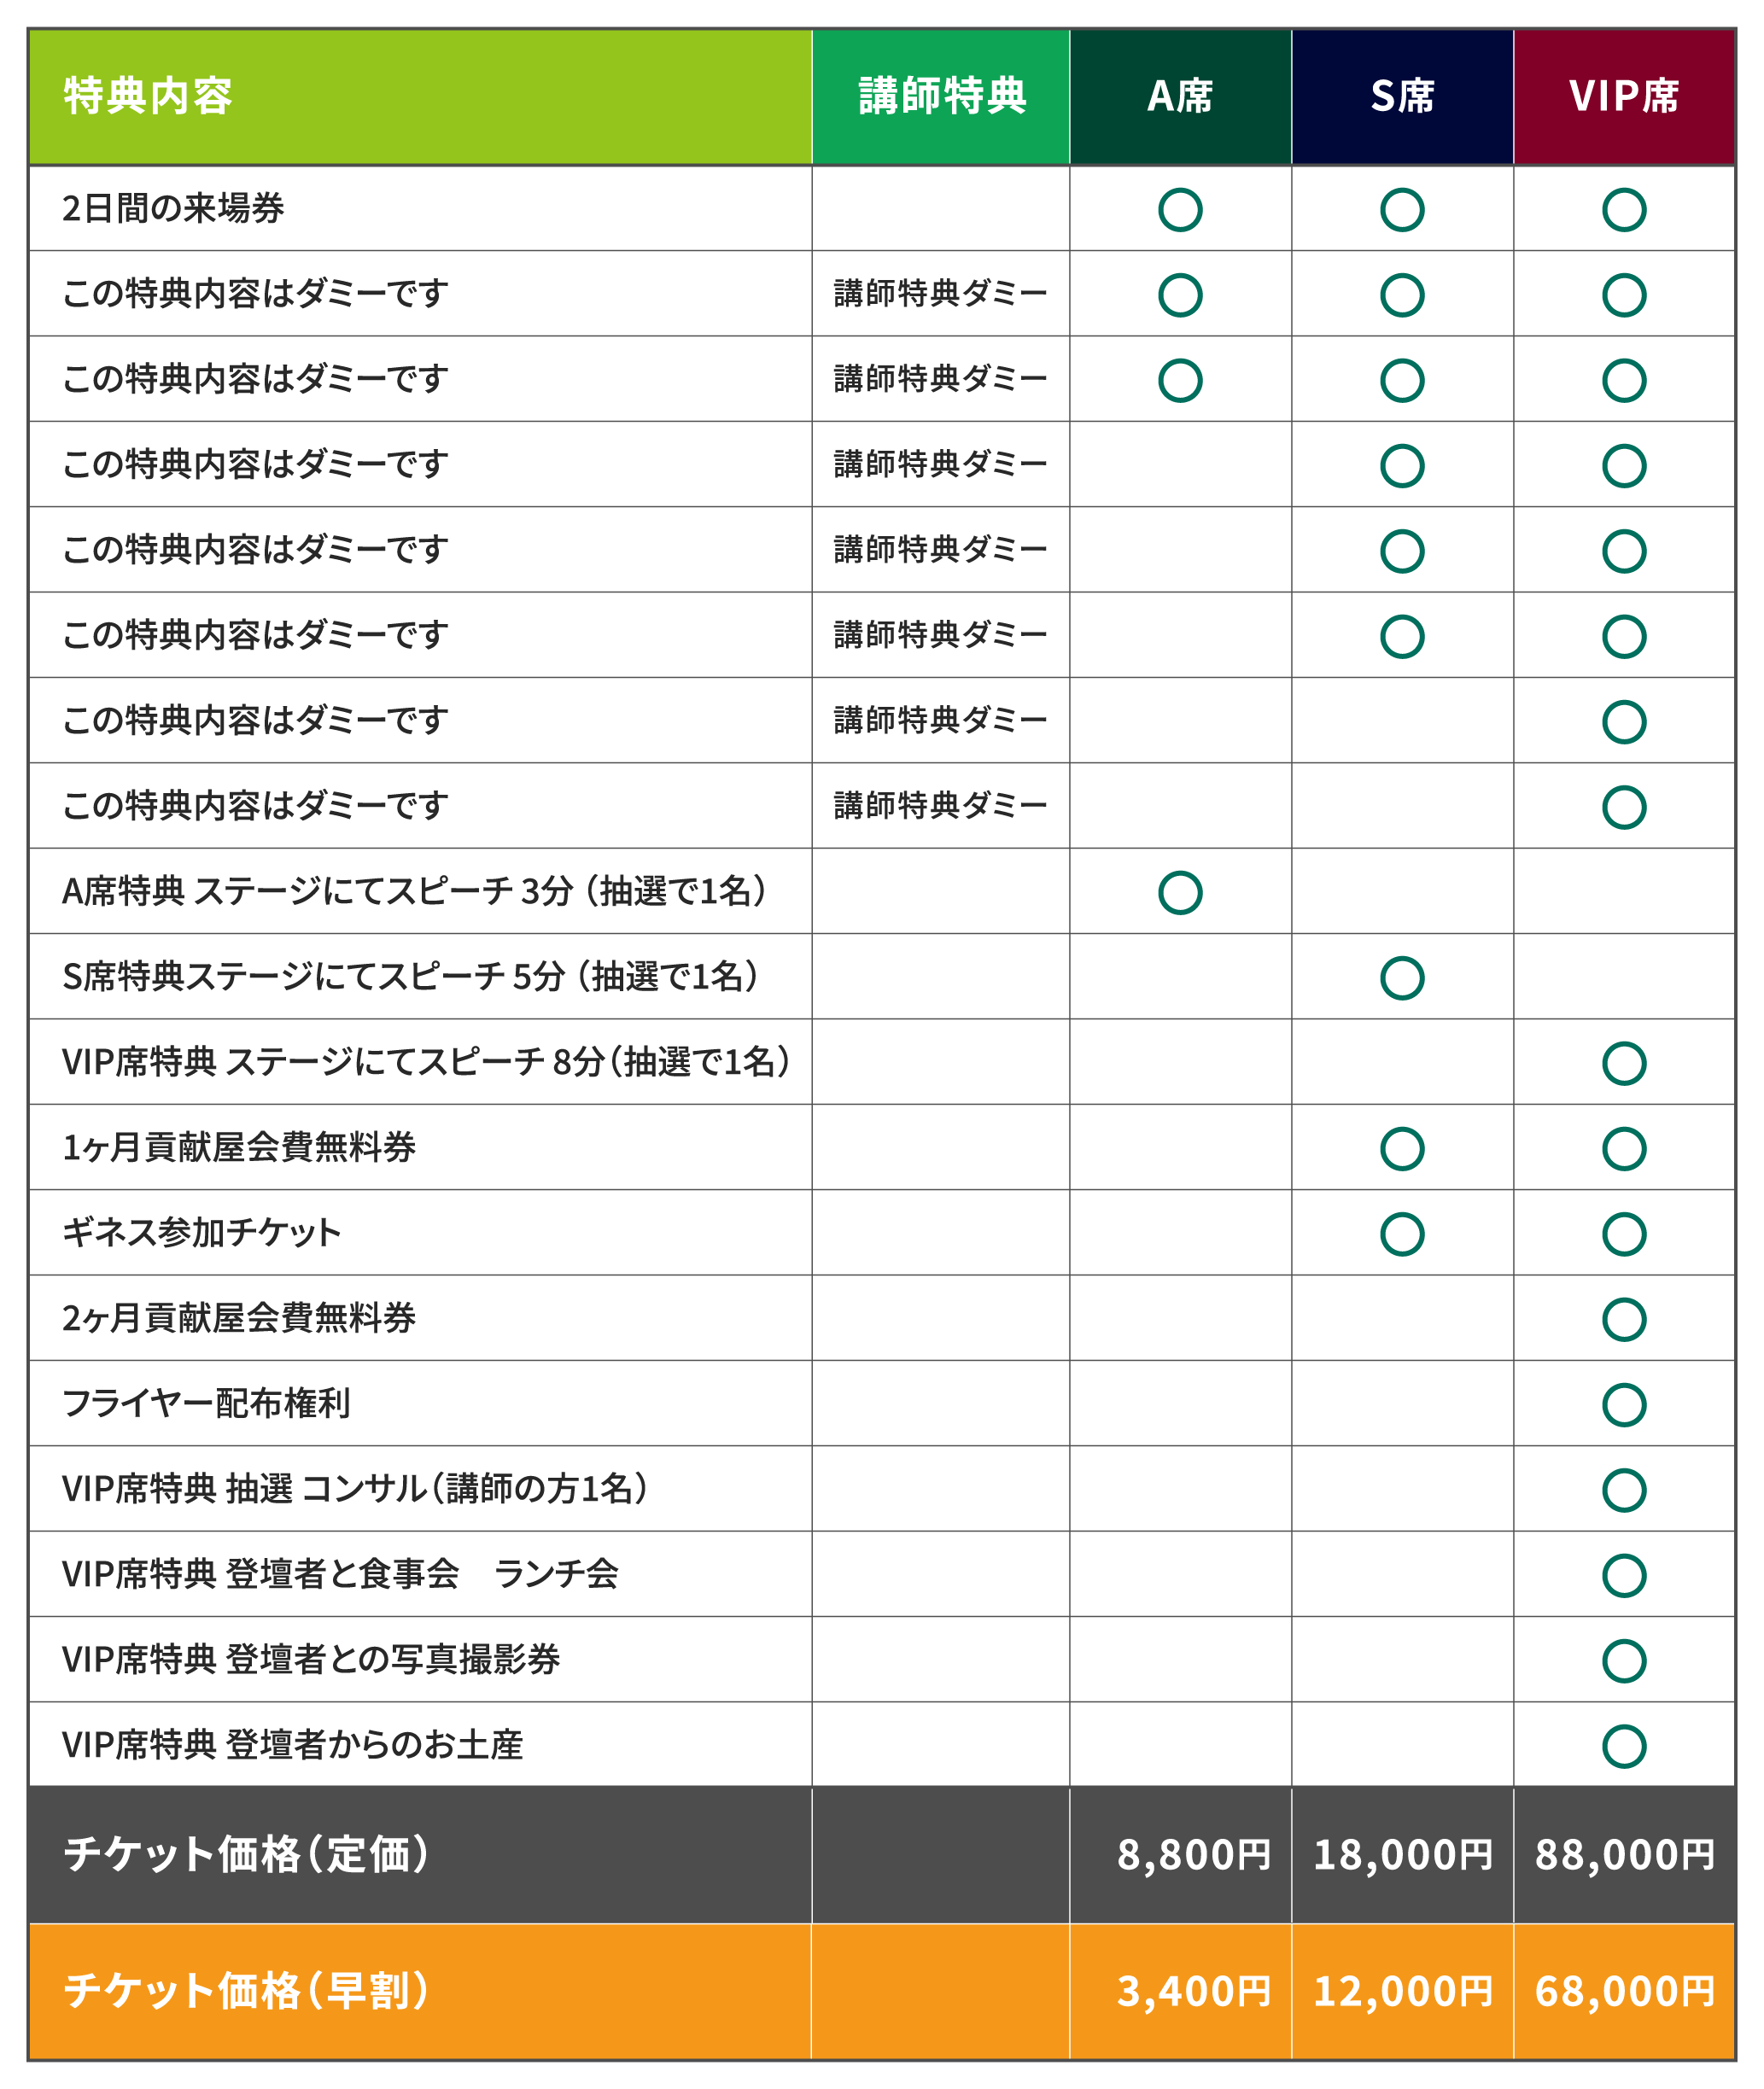 特典内容 講師特典 A席 S席 VIP席
2日間の来場券 ○ ○ ○
この特典内容はダミーです 講師特典ダミー ○ ○ ○
この特典内容はダミーです 講師特典ダミー ○ ○ ○
この特典内容はダミーです 講師特典ダミー ○ ○
この特典内容はダミーです 講師特典ダミー ○ ○
この特典内容はダミーです 講師特典ダミー ○ ○
この特典内容はダミーです 講師特典ダミー ○
この特典内容はダミーです 講師特典ダミー ○
A席特典 ステージにてスピーチ 3分（抽選で1名） ○
S席特典ステージにてスピーチ 5分（抽選で1名） ○
VIP席特典 ステージにてスピーチ 8分（抽選で1名） ○
1ヶ月貢献屋会費無料券 ○ ○
ギネス参加チケット ○ ○
2ヶ月貢献屋会費無料券 ○
フライヤー配布権利 ○
VIP席特典 抽選 コンサル（講師の方1名） ○
VIP席特典 登壇者と食事会　ランチ会 ○
VIP席特典 登壇者との写真撮影券 ○
VIP席特典 登壇者からのお土産 ○
チケット価格（定価） 8,800円 18,000円 88,000円
チケット価格（早割） 3,400円 12,000円 68,000円